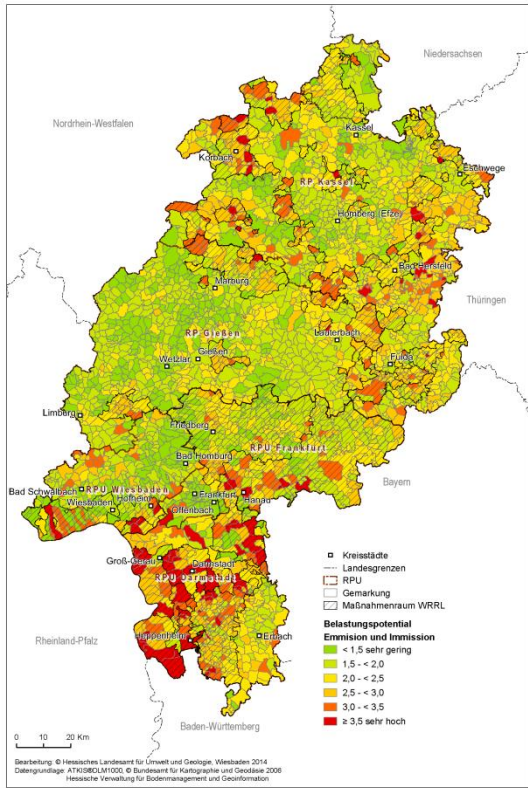 Niedersachsen
Nordrhein-Westfalen
Kassel
Korbach
Eschwege
RP Kassel
Homberg (Efze)
Bad Hersfeld
Marburg
Thüringen
RP Gießen
Lauterbach
Gießen
Fulda
Wetzlar
Limburg
Friedberg
RPU Frankfurt
Bad Homburg
Bayern
Bad Schwalbach
RPU Wiesbaden
Hofheim
Frankfurt
Hanau
Wiesbaden
Offenbach
Groß-Gerau
Darmstadt
RPU Darmstadt
Heppenheim
Erbach
Rheinland-Pfalz
Baden-Württemberg
Kreisstädte
Landesgrenzen
RPU
Gemarkung
Maßnahmenraum WRRL
Belastungspotential
Emmision und Immission
< 1,5 sehr gering
1,5 - < 2,0
2,0 - < 2,5
2,5 - < 3,0
3,0 - < 3,5
≥ 3,5 sehr hoch
0 10 20 Km
Bearbeitung: © Hessisches Landesamt für Umwelt und Geologie, Wiesbaden 2014
Datengrundlage: ATKIS®DLM1000, © Bundesamt für Kartographie und Geodäsie 2006
Hessische Verwaltung für Bodenmanagement und Geoinformation